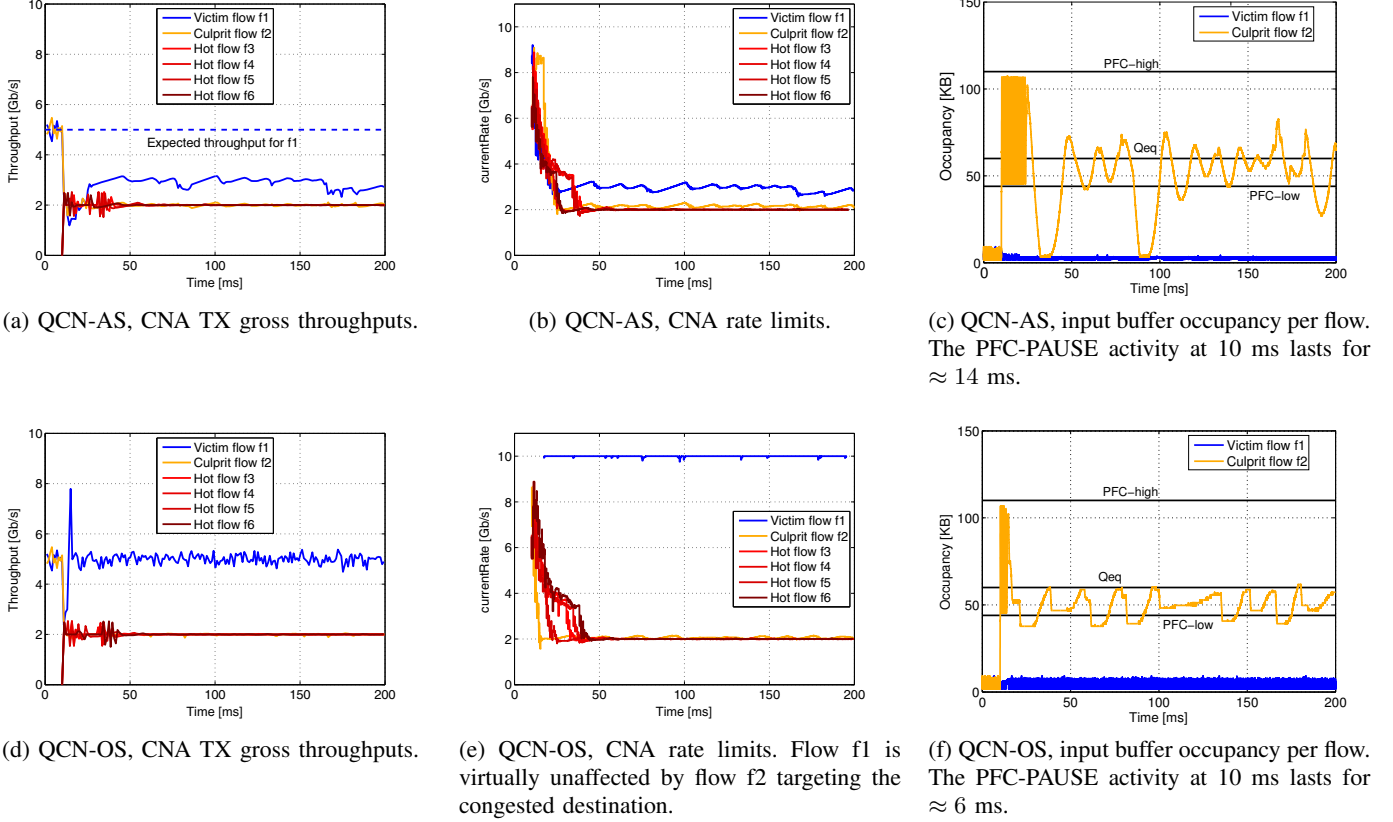 10
8
6
4
2
0
0
50
100
150
200
Throughput [Gb/s]
Time [ms]
Victim flow f1
Culprit flow f2
Hot flow f3
Hot flow f4
Hot flow f5
Hot flow f6
Expected throughput for f1
(a) QCN-AS, CNA TX gross throughputs.
10
8
6
4
2
0
0
50
100
150
200
currentRate [Gb/s]
Time [ms]
Victim flow f1
Culprit flow f2
Hot flow f3
Hot flow f4
Hot flow f5
Hot flow f6
(b) QCN-AS, CNA rate limits.
150
100
50
0
0
50
100
150
200
Occupancy [KB]
Time [ms]
Victim flow f1
Culprit flow f2
PFC-high
Qeq
PFC-low
(c) QCN-AS, input buffer occupancy per flow.
The PFC-PAUSE activity at 10 ms lasts for
≈ 14 ms.
10
8
6
4
2
0
0
50
100
150
200
Throughput [Gb/s]
Time [ms]
Victim flow f1
Culprit flow f2
Hot flow f3
Hot flow f4
Hot flow f5
Hot flow f6
(d) QCN-OS, CNA TX gross throughputs.
10
8
6
4
2
0
0
50
100
150
200
currentRate [Gb/s]
Time [ms]
Victim flow f1
Culprit flow f2
Hot flow f3
Hot flow f4
Hot flow f5
Hot flow f6
(e) QCN-OS, CNA rate limits. Flow f1 is
virtually unaffected by flow f2 targeting the
congested destination.
150
100
50
0
0
50
100
150
200
Occupancy [KB]
Time [ms]
Victim flow f1
Culprit flow f2
PFC-high
Qeq
PFC-low
(f) QCN-OS, input buffer occupancy per flow.
The PFC-PAUSE activity at 10 ms lasts for
≈ 6 ms.